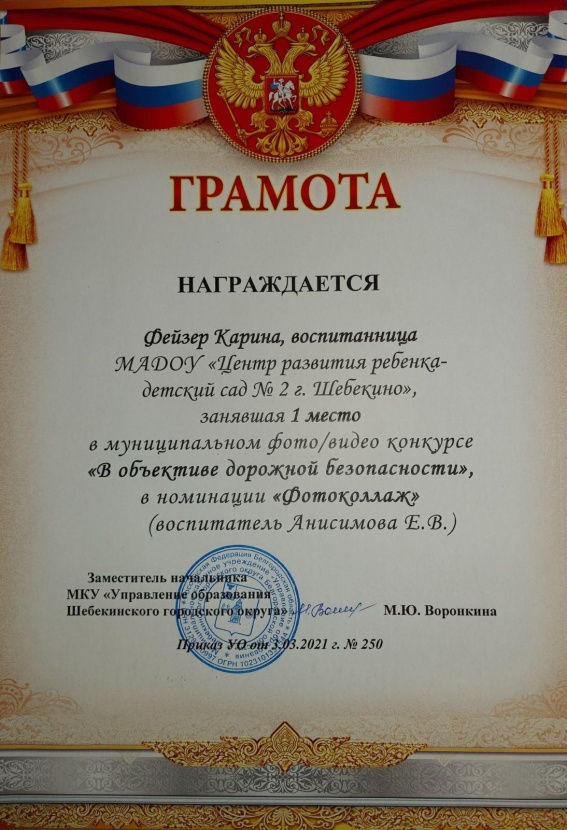 ГРАМОТА
НАГРАЖДАЕТСЯ
Фейзер Карина, воспитанница
МАДОУ «Центр развития ребенка-
детский сад № 2 г. Шебекино»,
занявшая 1 место
в муниципальном фото/видео конкурсе
«В объективе дорожной безопасности»,
в номинации «Фотоколлаж»
(воспитатель Анисимова Е.В.)
Заместитель начальника
МКУ «Управление образования
Шебекинского городского округа»
М.Ю. Воронкина
Приказ УО от 3.03.2021 г. № 250